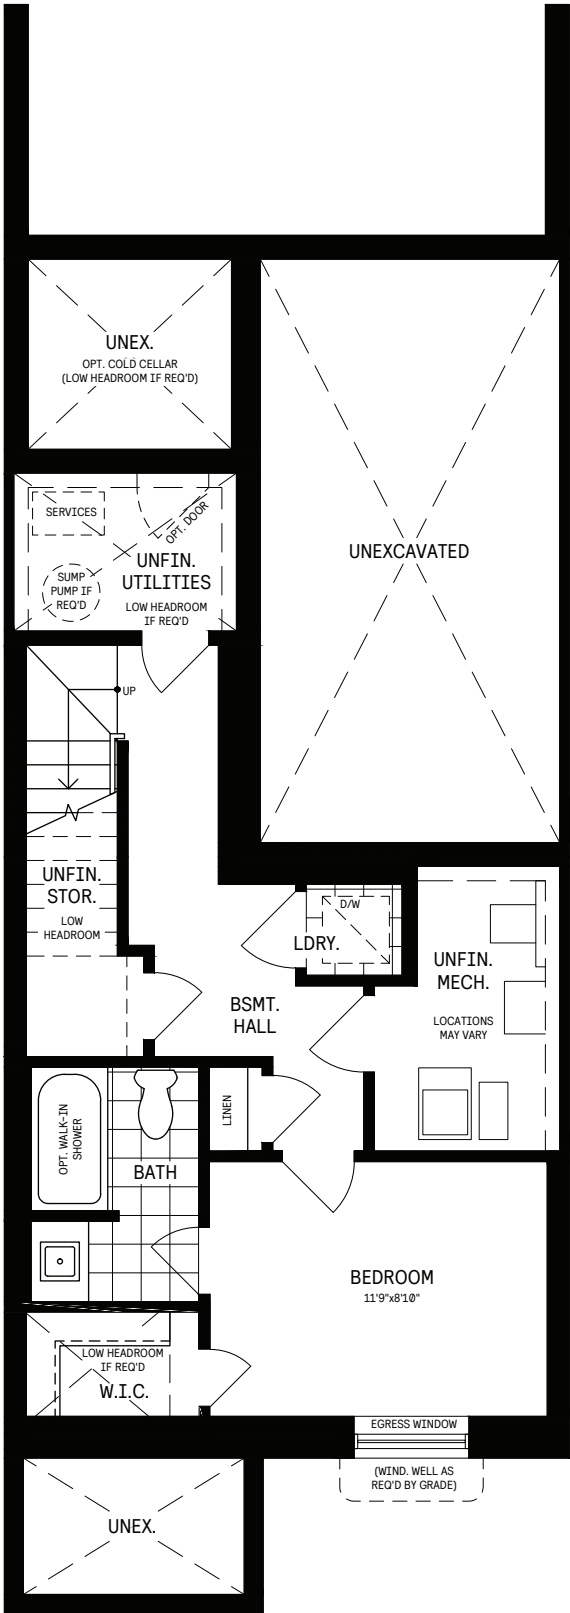 UNEX.
OPT. COLD CELLAR
(LOW HEADROOM IF REQ'D)
SERVICES
OPT. DOOR
UNFIN.
UTILITIES
SUMP
PUMP IF
REQ'D
LOW HEADROOM
IF REQ'D
UNEXCAVATED
UP
UNFIN.
STOR.
LOW
HEADROOM
D/W
LDRY.
UNFIN.
MECH.
LOCATIONS
MAY VARY
BSMT.
HALL
LINEN
OPT. WALK-IN
SHOWER
BATH
BEDROOM
11'9"x8'10"
LOW HEADROOM
IF REQ'D
W.I.C.
EGRESS WINDOW
(WIND. WELL AS
REQ'D BY GRADE)
UNEX.